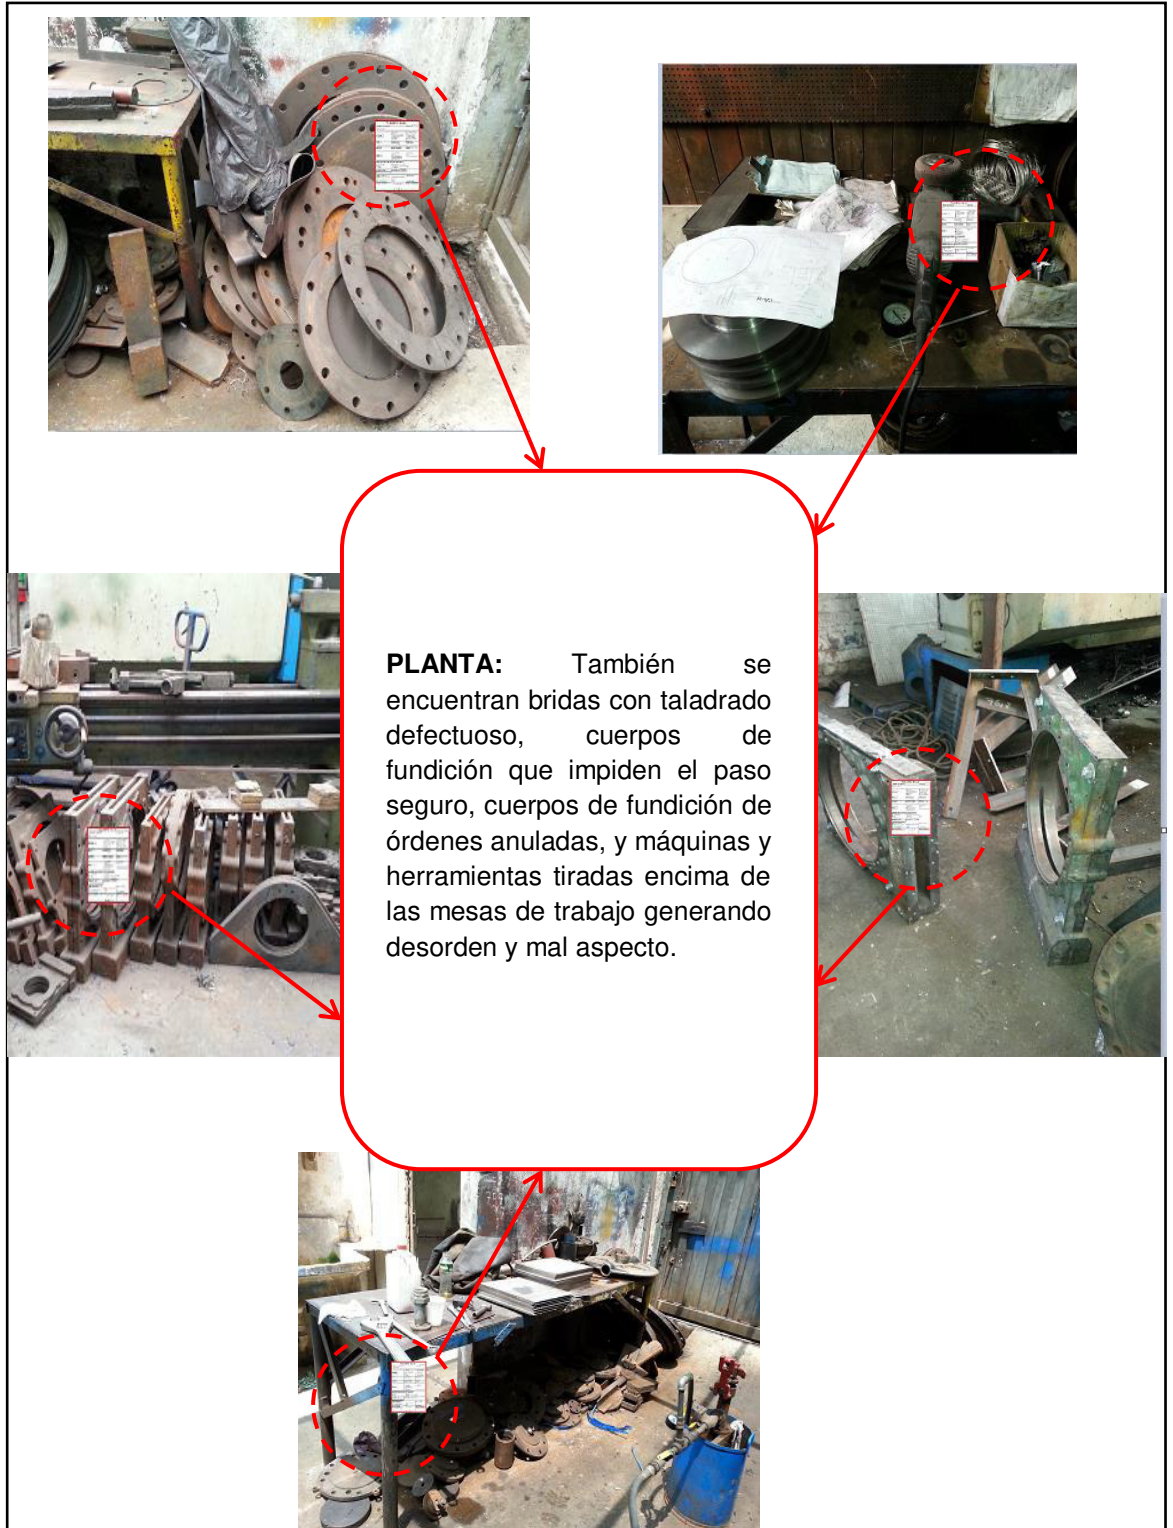 PLANTA: También se
encuentran bridas con taladrado
defectuoso, cuerpos de
fundición que impiden el paso
seguro, cuerpos de fundición de
órdenes anuladas, y máquinas y
herramientas tiradas encima de
las mesas de trabajo generando
desorden y mal aspecto.